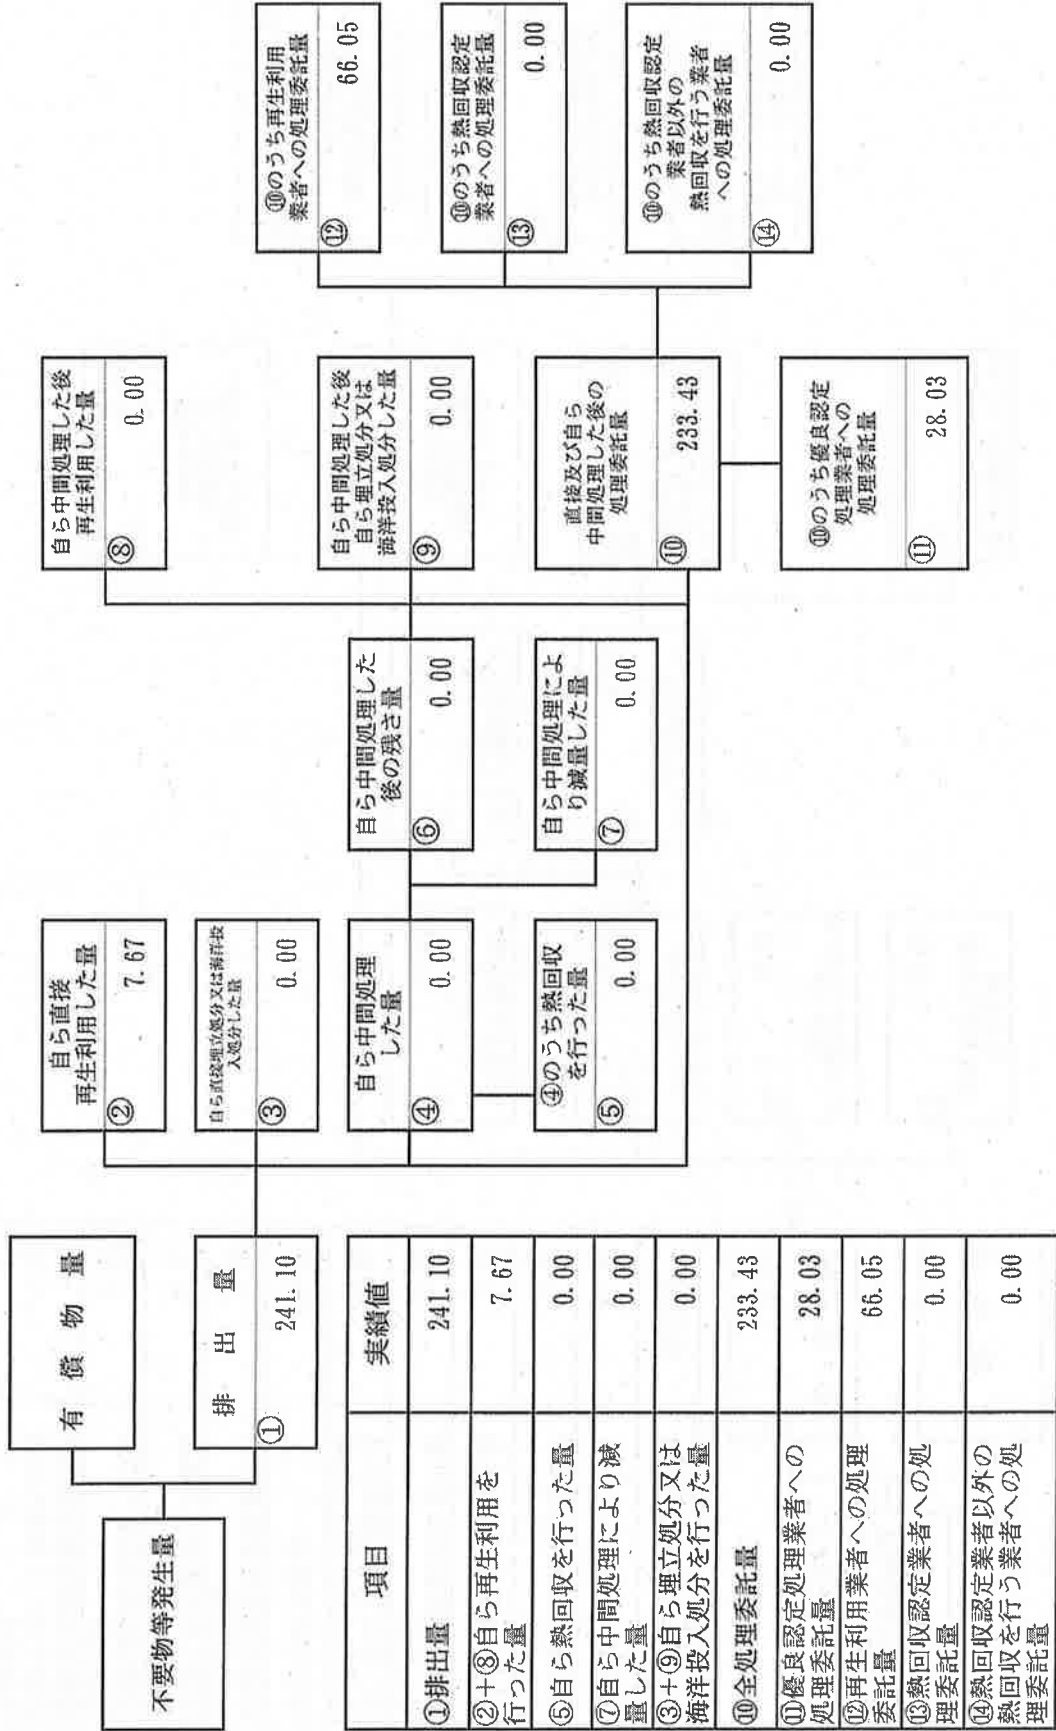 不要物等発生量
有償物量
排出量
①
241.10
自ら直接
再生利用した量
②
7.67
自ら直接埋立処分又は海洋投
入処分した量
③
0.00
自ら中間処理
した量
④
0.00
④のうち熱回収
を行った量
⑤
0.00
自ら中間処理した
後の残さ量
⑥
0.00
自ら中間処理によ
り減量した量
⑦
0.00
自ら中間処理した後
再生利用した量
⑧
0.00
自ら中間処理した後
自ら埋立処分又は
海洋投入処分した量
⑨
0.00
直接及び自ら
中間処理した後の
処理委託量
⑩
233.43
⑩のうち優良認定
処理業者への
処理委託量
⑪
28.03
⑩のうち再生利用
業者への処理委託量
⑫
66.05
⑩のうち熱回収認定
業者への処理委託量
⑬
0.00
⑩のうち熱回収認定
業者以外の
熱回収を行う業者
への処理委託量
⑭
0.00
項目 実績値
①排出量 241.10
②+⑧自ら再生利用を
行った量 7.67
⑤自ら熱回収を行った量 0.00
⑦自ら中間処理により減
量した量 0.00
③+⑨自ら埋立処分又は
海洋投入処分を行った量 0.00
⑩全処理委託量 233.43
⑪優良認定処理業者への
処理委託量 28.03
⑫再生利用業者への処理
委託量 66.05
⑬熱回収認定業者への処
理委託量 0.00
⑭熱回収認定業者以外の
熱回収を行う業者への処
理委託量 0.00